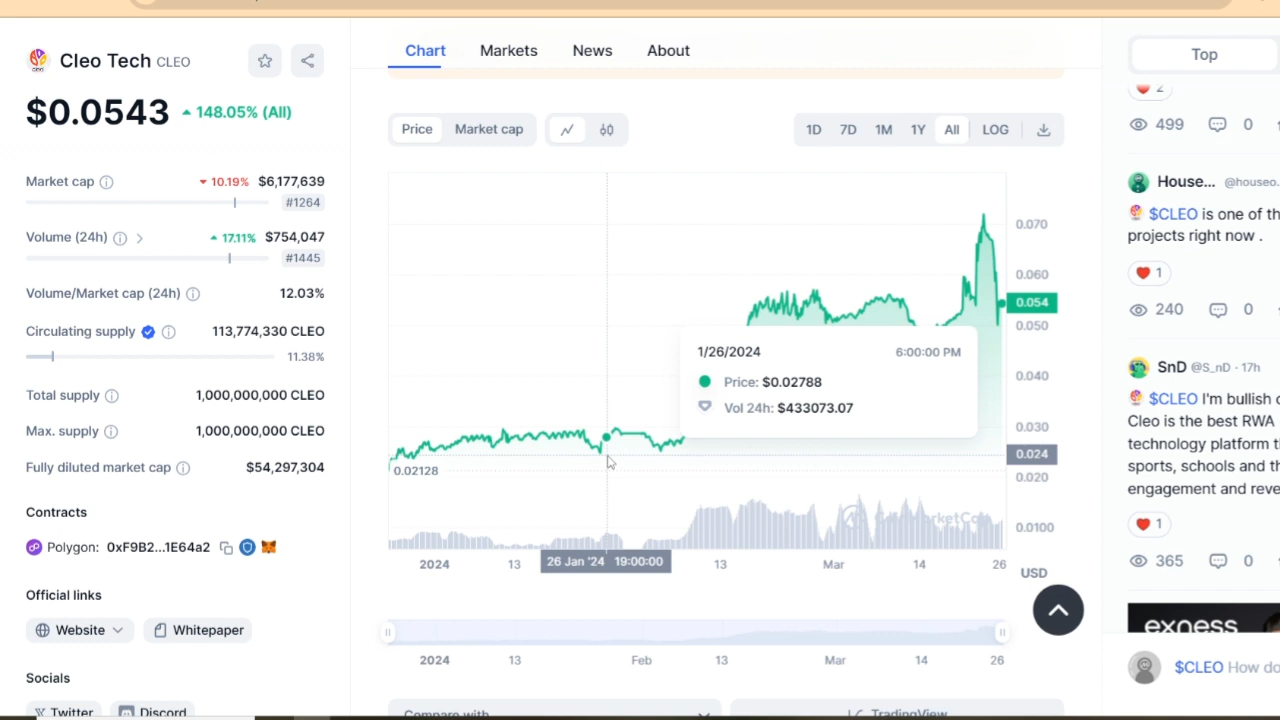 Cleo Tech CLEO
$0.0543 148.05% (All)
Market cap 10.19% $6,177,639
#1264
Volume (24h) 17.11% $754,047
#1445
Volume/Market cap (24h) 12.03%
Circulating supply 113,774,330 CLEO
11.38%
Total supply 1,000,000,000 CLEO
Max. supply 1,000,000,000 CLEO
Fully diluted market cap $54,297,304
Contracts
Polygon: 0xF9B2...1E64a2
Official links
Website Whitepaper
Socials
Twitter Discord
Chart Markets News About
Price Market cap
1D 7D 1M 1Y All LOG
0.070
0.060
0.054
0.050
0.040
0.030
0.024
0.020
0.0100
1/26/2024 6:00:00 PM
Price: $0.02788
Vol 24h: $433073.07
0.02128
2024 13 26 Jan '24 19:00:00 13 Mar 14 26
USD
2024 13 Feb 13 Mar 14 26
Compare with
TradingView
Top
2
499 0
House... @houseo.
$CLEO is one of th
projects right now .
1
240 0
SnD @S_nD · 17h
$CLEO I'm bullish
Cleo is the best RWA
technology platform
sports, schools and
engagement and reve
1
365 0
exness
$CLEO How do